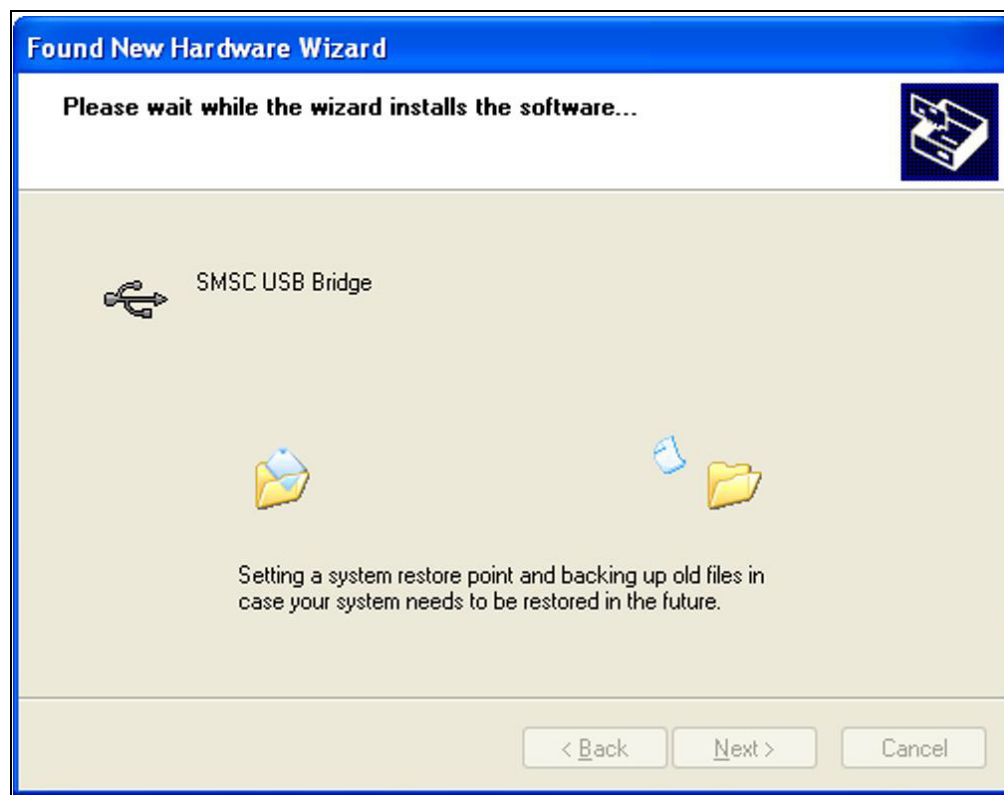 Found New Hardware Wizard
Please wait while the wizard installs the software...
SMSC USB Bridge
Setting a system restore point and backing up old files in
case your system needs to be restored in the future.
< Back
Next >
Cancel